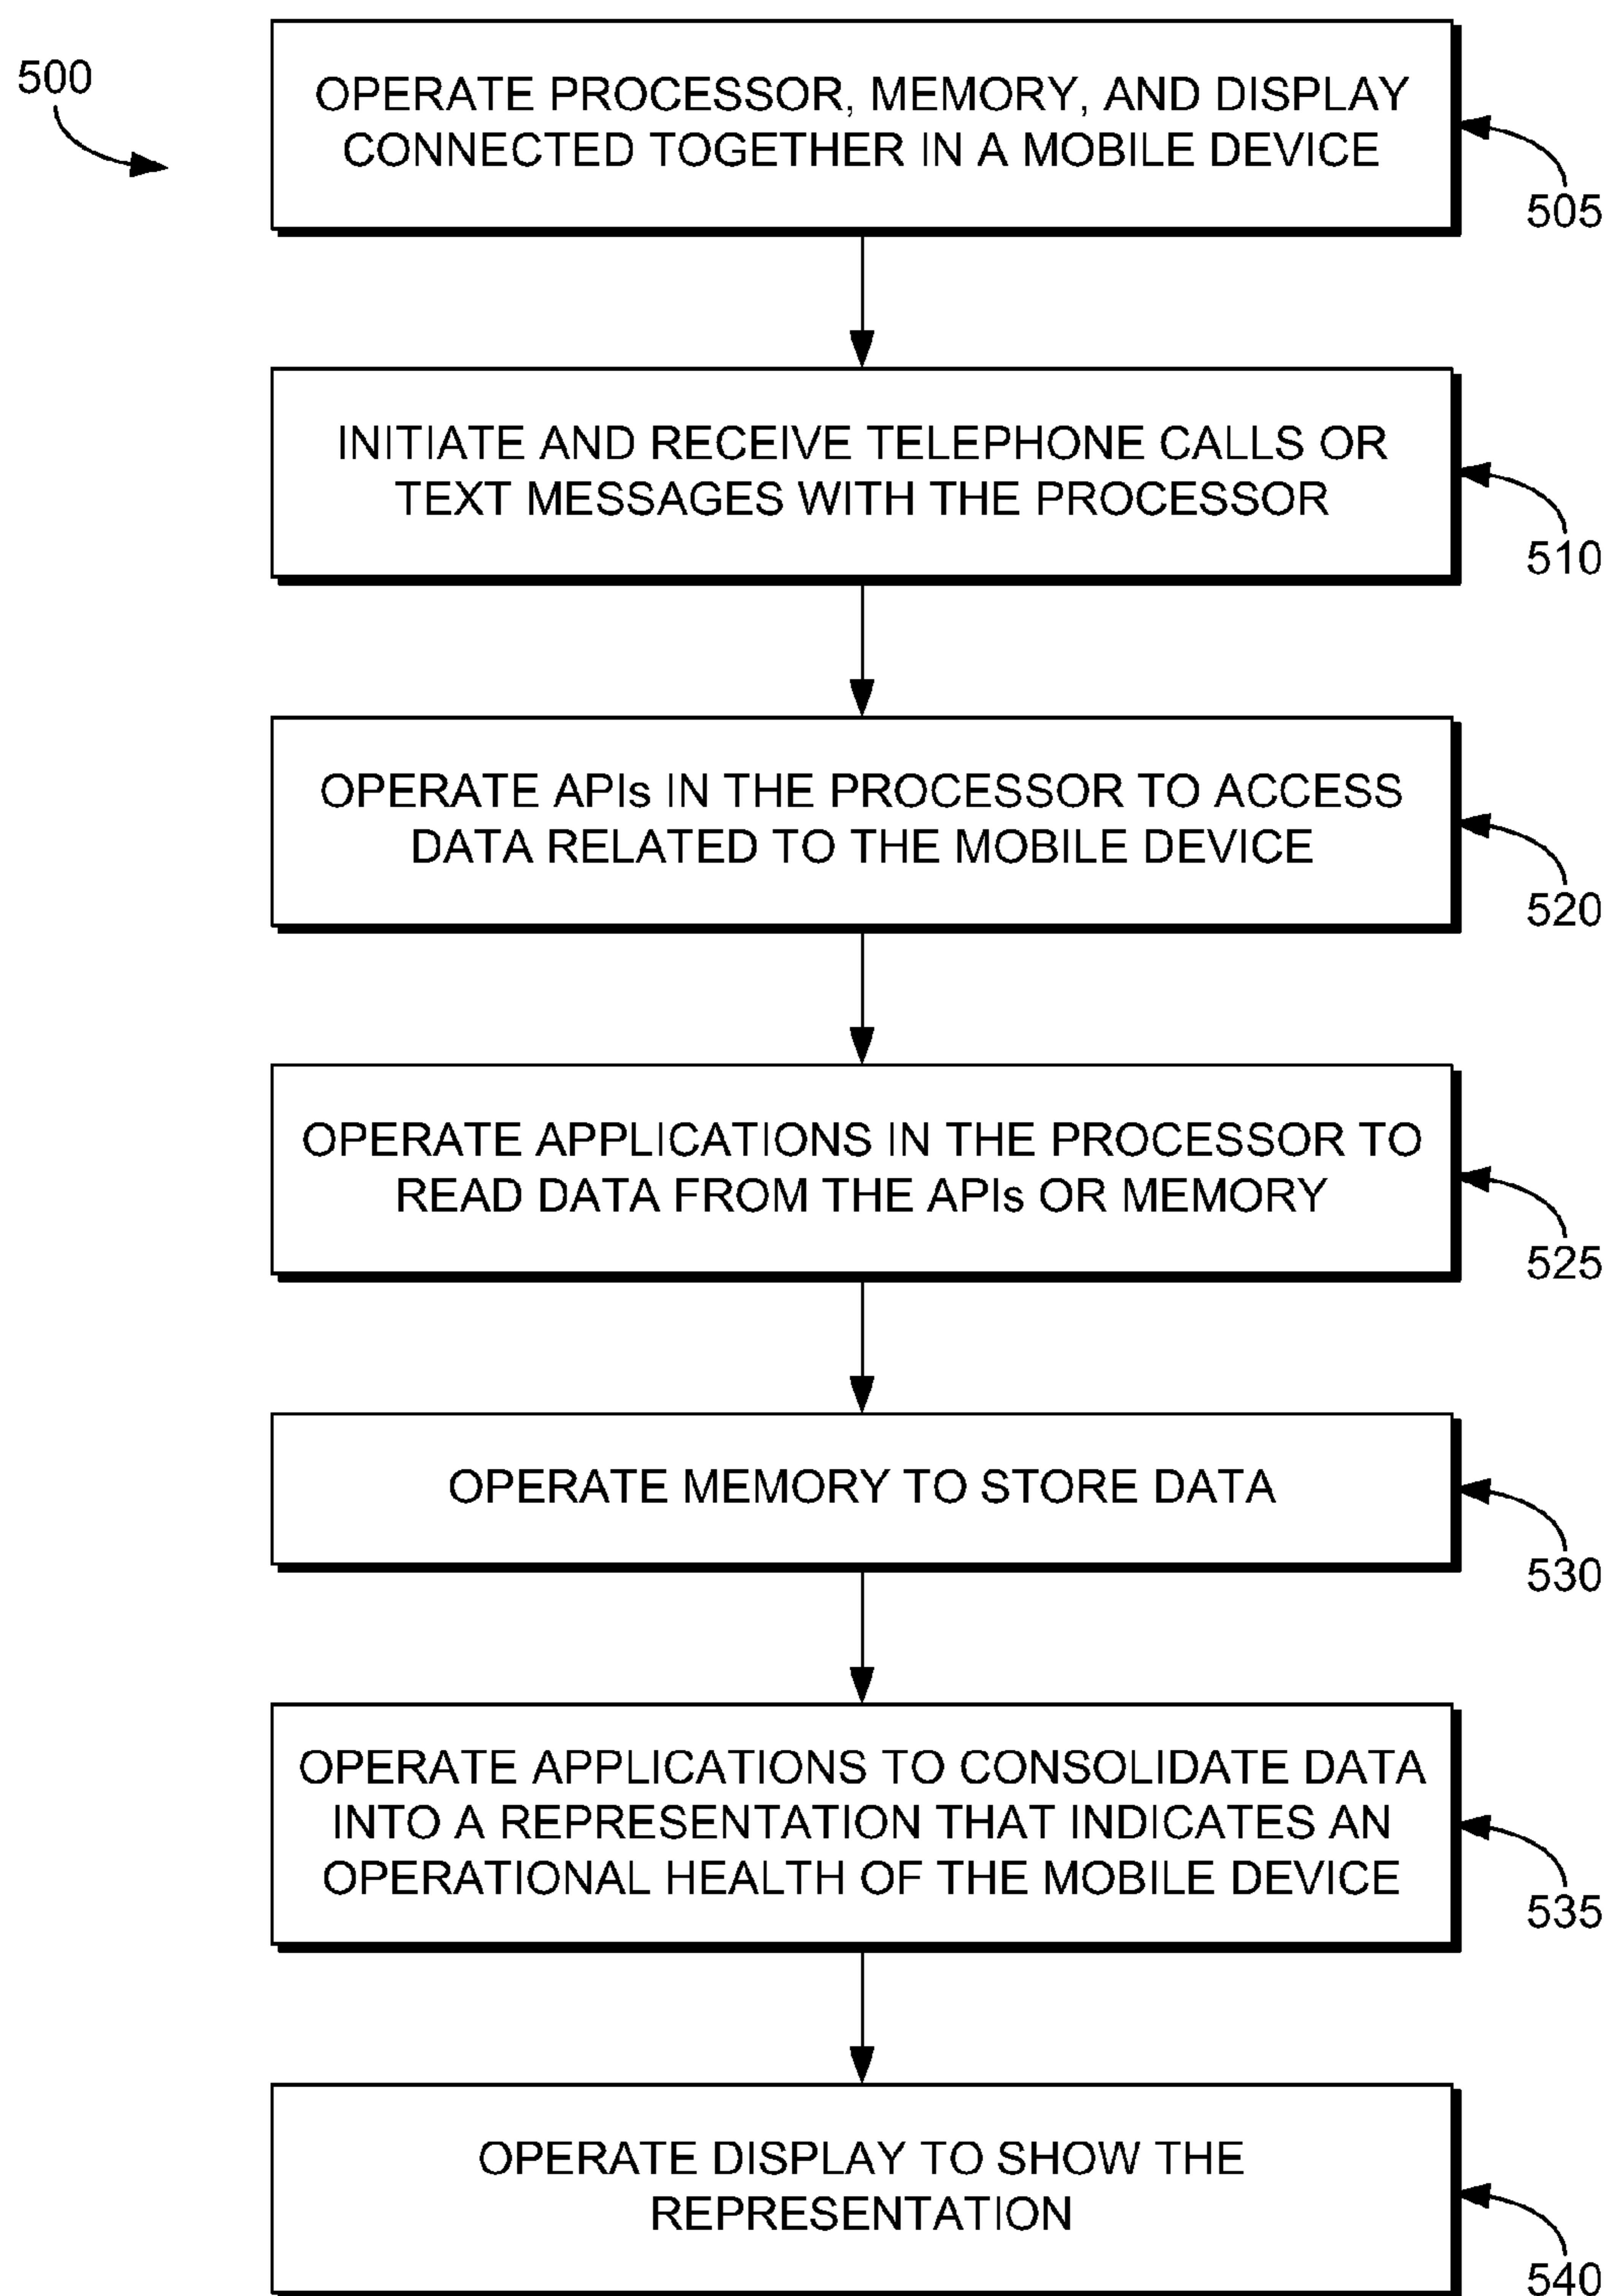 500
OPERATE PROCESSOR, MEMORY, AND DISPLAY
CONNECTED TOGETHER IN A MOBILE DEVICE
505
INITIATE AND RECEIVE TELEPHONE CALLS OR
TEXT MESSAGES WITH THE PROCESSOR
510
OPERATE APIs IN THE PROCESSOR TO ACCESS
DATA RELATED TO THE MOBILE DEVICE
520
OPERATE APPLICATIONS IN THE PROCESSOR TO
READ DATA FROM THE APIs OR MEMORY
525
OPERATE MEMORY TO STORE DATA
530
OPERATE APPLICATIONS TO CONSOLIDATE DATA
INTO A REPRESENTATION THAT INDICATES AN
OPERATIONAL HEALTH OF THE MOBILE DEVICE
535
OPERATE DISPLAY TO SHOW THE
REPRESENTATION
540